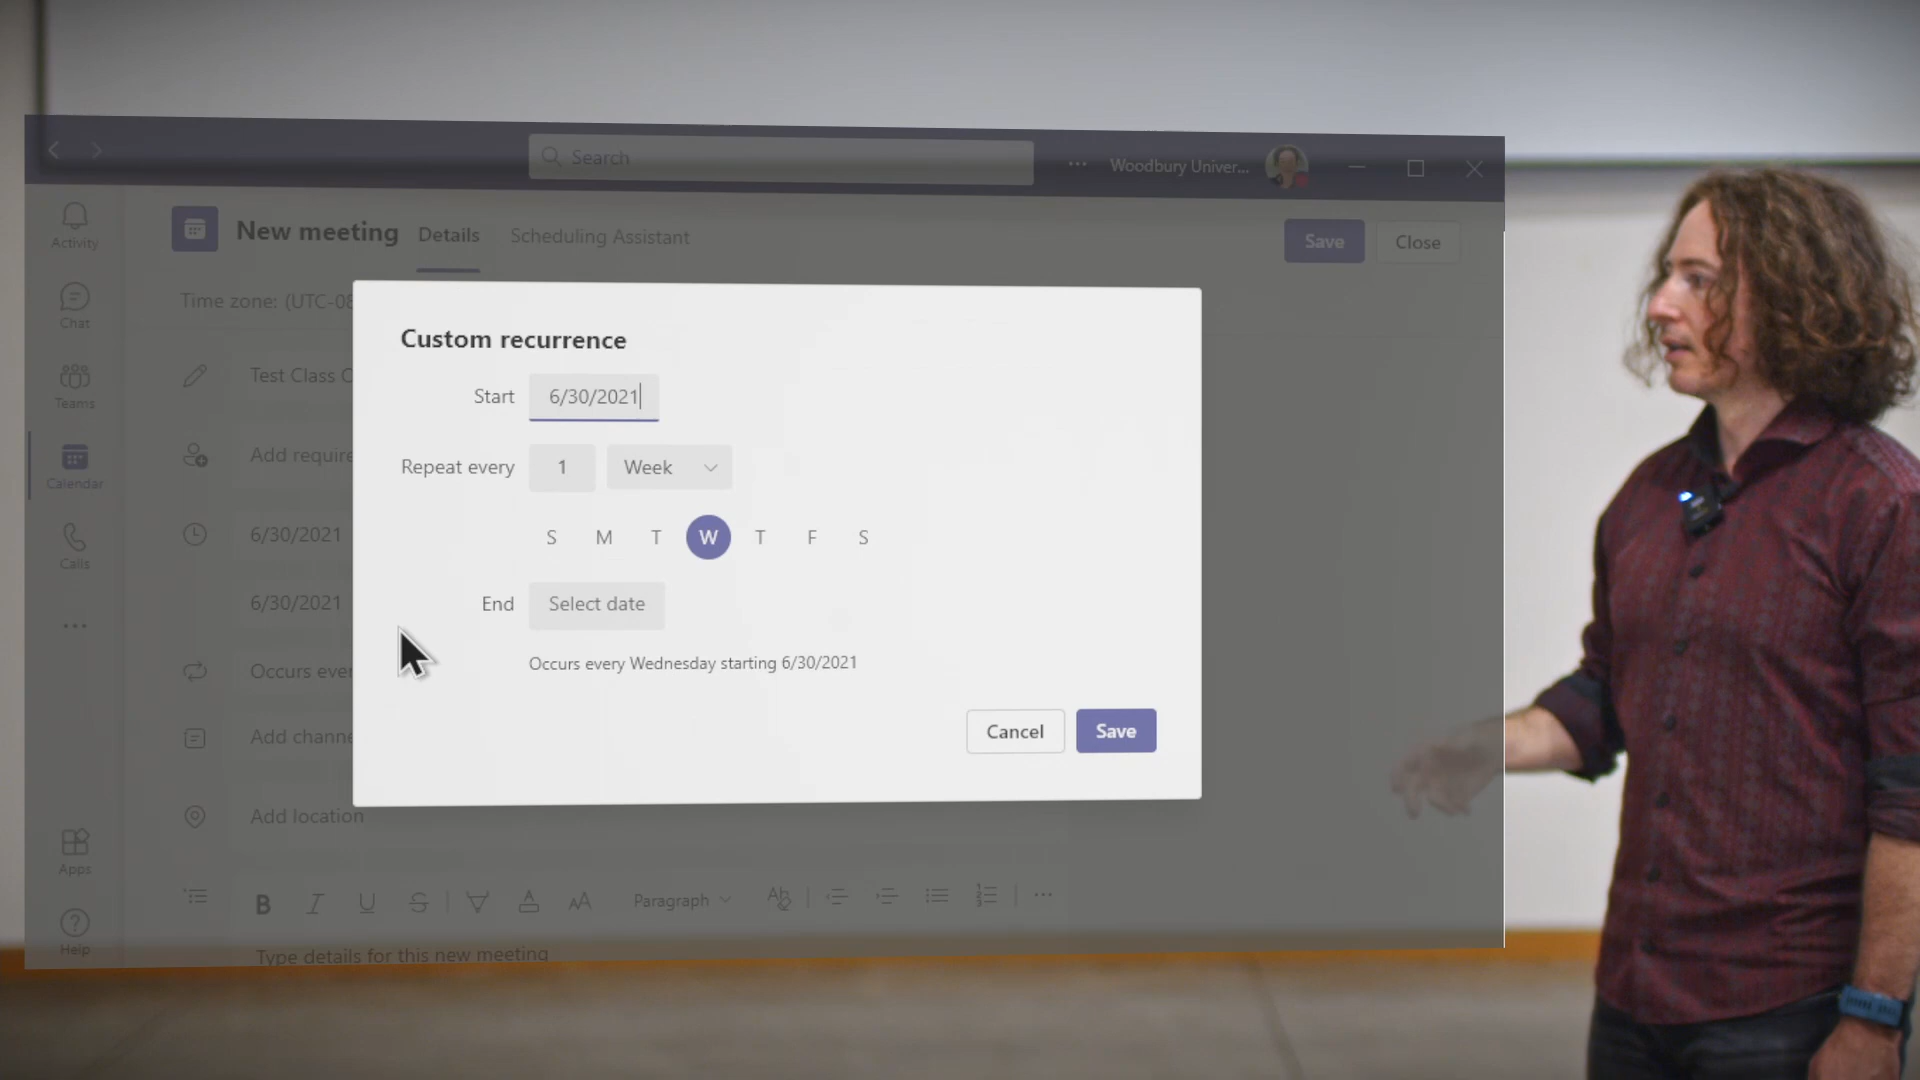 Search
... Woodbury Univer...
Activity
Chat
Teams
Calendar
Calls
Apps
Help
New meeting Details Scheduling Assistant
Save Close
Time zone: (UTC-08
Test Class
Add require
6/30/2021
6/30/2021
Occurs ever
Add channe
Add location
B I U S A AA Paragraph Ab
Type details for this new meeting
Custom recurrence
Start 6/30/2021
Repeat every 1 Week
S M T W T F S
End Select date
Occurs every Wednesday starting 6/30/2021
Cancel Save